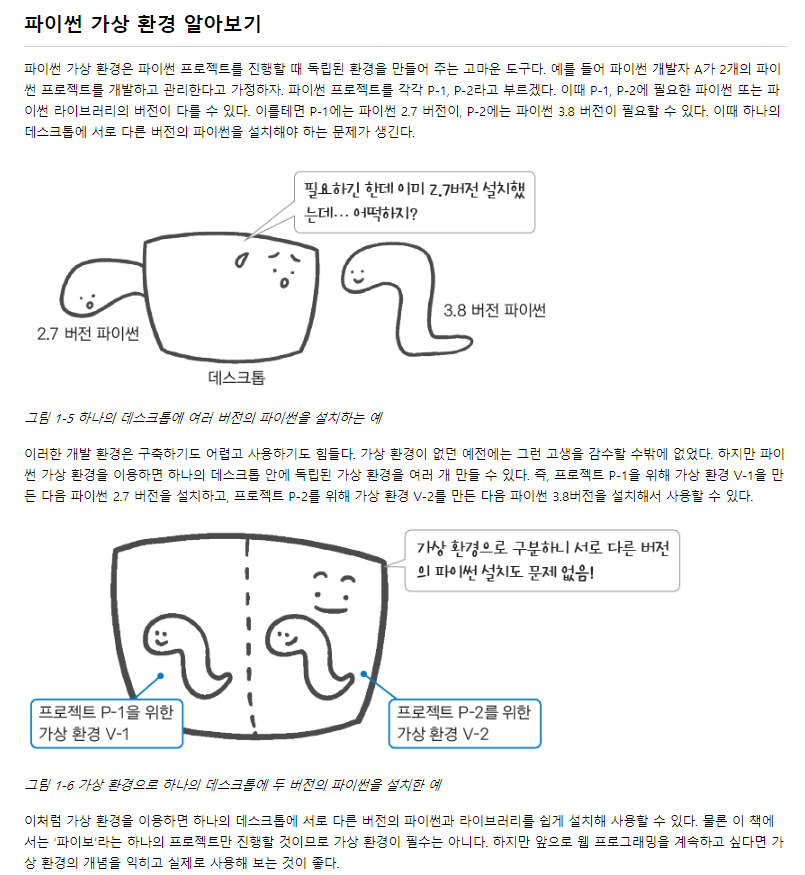 파이썬 가상 환경 알아보기
파이썬 가상 환경은 파이썬 프로젝트를 진행할 때 독립된 환경을 만들어 주는 고마운 도구다. 예를 들어 파이썬 개발자 A가 2개의 파이
썬 프로젝트를 개발하고 관리한다고 가정하자. 파이썬 프로젝트를 각각 P-1, P-2라고 부르겠다. 이때 P-1, P-2에 필요한 파이썬 또는 파
이썬 라이브러리의 버전이 다를 수 있다. 이를테면 P-1에는 파이썬 2.7 버전이, P-2에는 파이썬 3.8 버전이 필요할 수 있다. 이때 하나의
데스크톱에 서로 다른 버전의 파이썬을 설치해야 하는 문제가 생긴다.
필요하긴 한데 이미 2.7버전 설치했
는데… 어떡하지?
3.8 버전 파이썬
2.7 버전 파이썬
데스크톱
그림 1-5 하나의 데스크톱에 여러 버전의 파이썬을 설치하는 예
이러한 개발 환경은 구축하기도 어렵고 사용하기도 힘들다. 가상 환경이 없던 예전에는 그런 고생을 감수할 수밖에 없었다. 하지만 파이
썬 가상 환경을 이용하면 하나의 데스크톱 안에 독립된 가상 환경을 여러 개 만들 수 있다. 즉, 프로젝트 P-1을 위해 가상 환경 V-1을 만
든 다음 파이썬 2.7 버전을 설치하고, 프로젝트 P-2를 위해 가상 환경 V-2를 만든 다음 파이썬 3.8버전을 설치해서 사용할 수 있다.
가상 환경으로 구분하니 서로 다른 버전
의 파이썬 설치도 문제 없음!
프로젝트 P-1을 위한
가상 환경 V-1
프로젝트 P-2를 위한
가상 환경 V-2
그림 1-6 가상 환경으로 하나의 데스크톱에 두 버전의 파이썬을 설치한 예
이처럼 가상 환경을 이용하면 하나의 데스크톱에 서로 다른 버전의 파이썬과 라이브러리를 쉽게 설치해 사용할 수 있다. 물론 이 책에
서는 '파이보'라는 하나의 프로젝트만 진행할 것이므로 가상 환경이 필수는 아니다. 하지만 앞으로 웹 프로그래밍을 계속하고 싶다면 가
상 환경의 개념을 익히고 실제로 사용해 보는 것이 좋다.